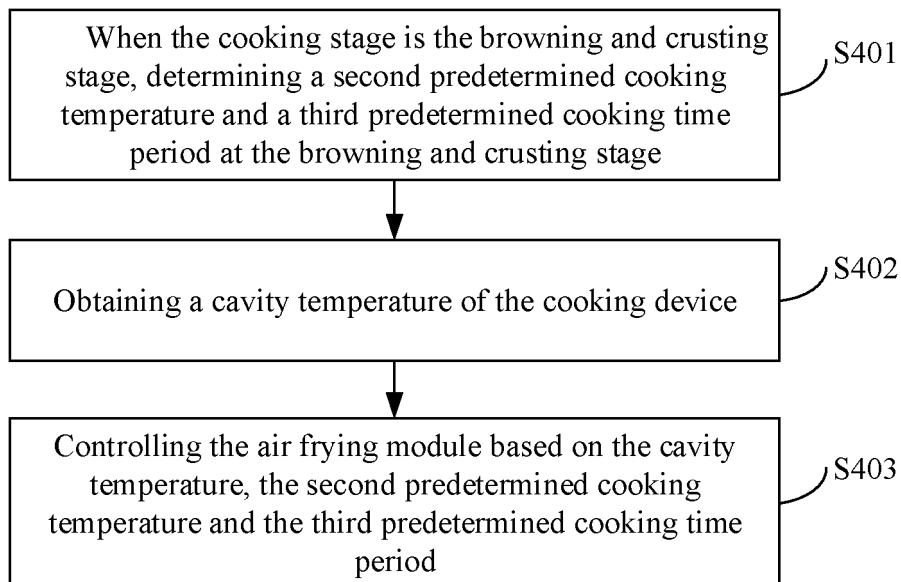 When the cooking stage is the browning and crusting
stage, determining a second predetermined cooking
temperature and a third predetermined cooking time
period at the browning and crusting stage
S401
Obtaining a cavity temperature of the cooking device
S402
Controlling the air frying module based on the cavity
temperature, the second predetermined cooking
temperature and the third predetermined cooking time
period
S403